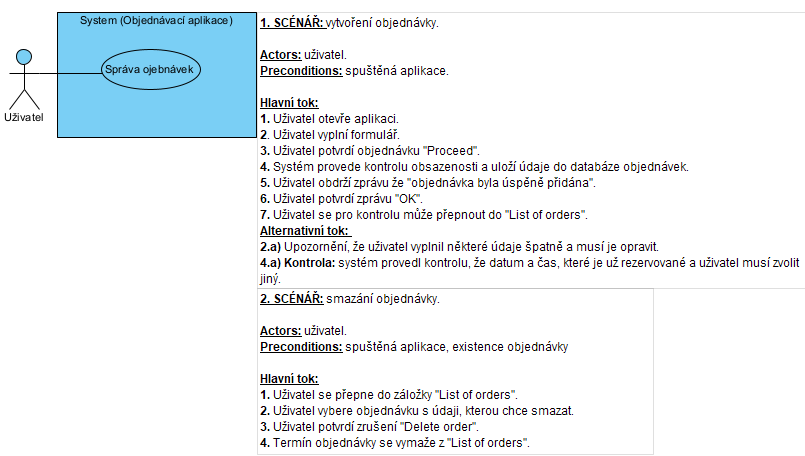 System (Objednávací aplikace)
Správa ojebnávek
Uživatel
1. SCÉNÁŘ: vytvoření objednávky.
Actors: uživatel.
Preconditions: spuštěná aplikace.
Hlavní tok:
1. Uživatel otevře aplikaci.
2. Uživatel vyplní formulář.
3. Uživatel potvrdí objednávku "Proceed".
4. Systém provede kontrolu obsazenosti a uloží údaje do databáze objednávek.
5. Uživatel obdrží zprávu že "objednávka byla úspěně přidána".
6. Uživatel potvrdí zprávu "OK".
7. Uživatel se pro kontrolu může přepnout do "List of orders".
Alternativní tok:
2.a) Upozornění, že uživatel vyplnil některé údaje špatně a musí je opravit.
4.a) Kontrola: systém provedl kontrolu, že datum a čas, které je už rezervované a uživatel musí zvolit
jiný.
2. SCÉNÁŘ: smazání objednávky.
Actors: uživatel.
Preconditions: spuštěná aplikace, existence objednávky
Hlavní tok:
1. Uživatel se přepne do záložky "List of orders".
2. Uživatel vybere objednávku s údaji, kterou chce smazat.
3. Uživatel potvrdí zrušení "Delete order".
4. Termín objednávky se vymaže z "List of orders".